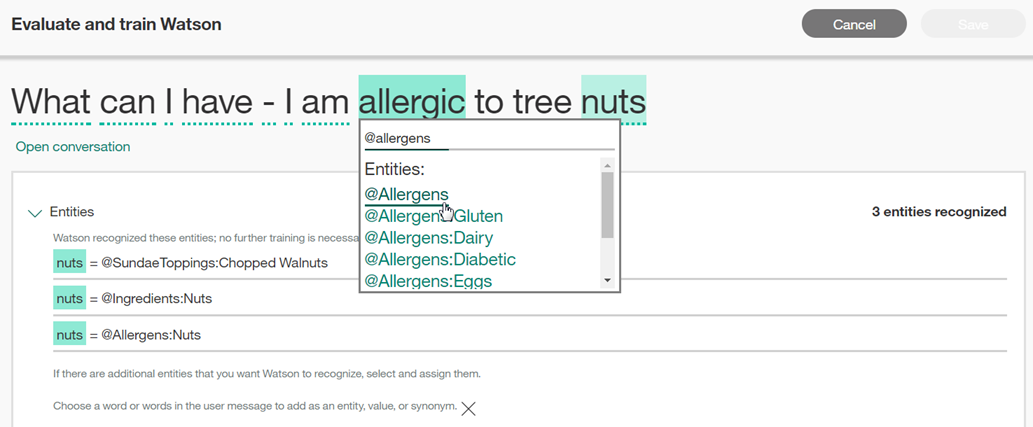 Evaluate and train Watson
Cancel
Save
What can I have - I am allergic to tree nuts
Open conversation
@allergens
Entities:
@Allergens
@Allergens:Gluten
@Allergens:Dairy
@Allergens:Diabetic
@Allergens:Eggs
Entities
3 entities recognized
Watson recognized these entities; no further training is necessa
nuts = @SundaeToppings:Chopped Walnuts
nuts = @Ingredients:Nuts
nuts = @Allergens:Nuts
If there are additional entities that you want Watson to recognize, select and assign them.
Choose a word or words in the user message to add as an entity, value, or synonym.